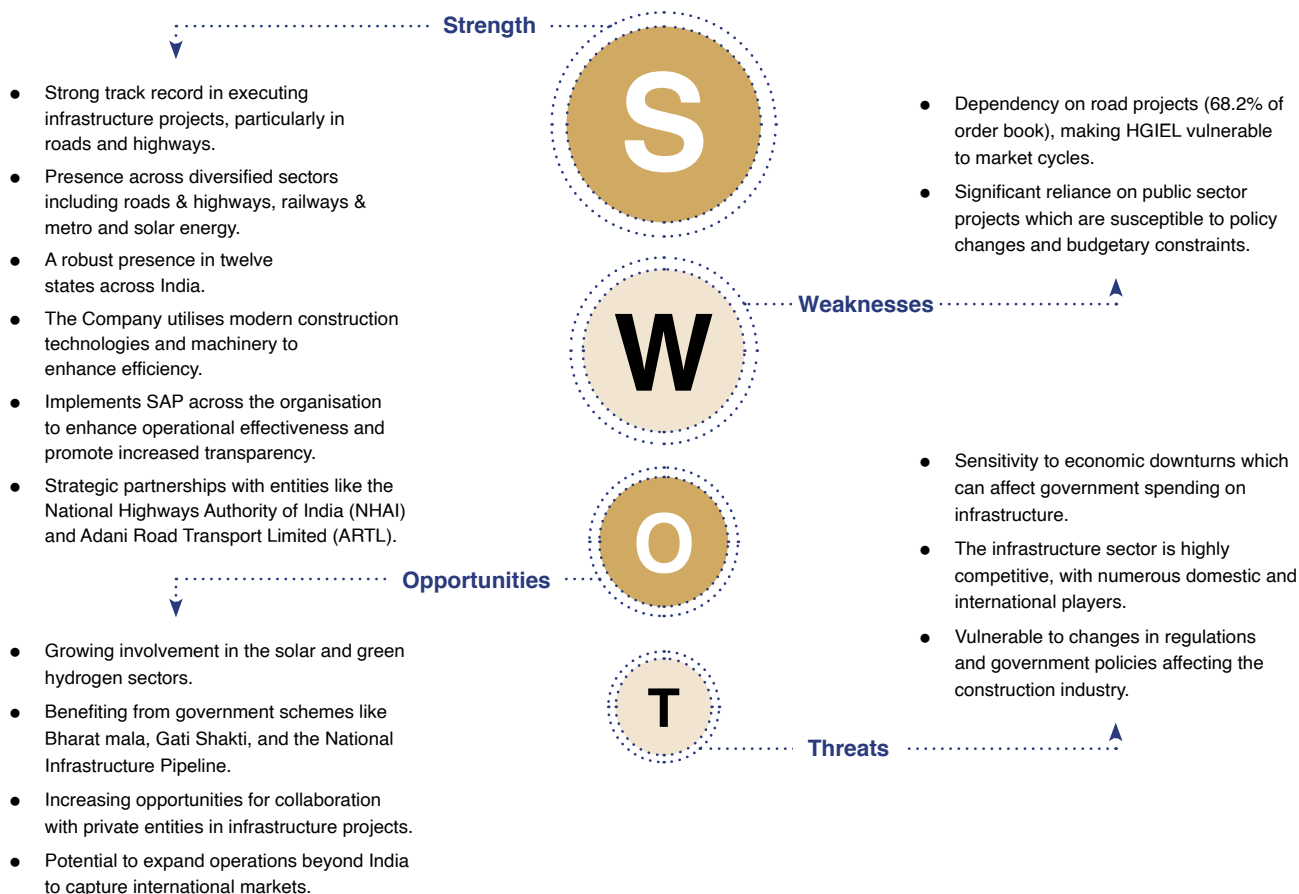 Strength
● Strong track record in executing
infrastructure projects, particularly in
roads and highways.
● Presence across diversified sectors
including roads & highways, railways &
metro and solar energy.
● A robust presence in twelve
states across India.
● The Company utilises modern construction
technologies and machinery to
enhance efficiency.
● Implements SAP across the organisation
to enhance operational effectiveness and
promote increased transparency.
● Strategic partnerships with entities like the
National Highways Authority of India (NHAI)
and Adani Road Transport Limited (ARTL).
S
W
O
T
● Dependency on road projects (68.2% of
order book), making HGIEL vulnerable
to market cycles.
● Significant reliance on public sector
projects which are susceptible to policy
changes and budgetary constraints.
Weaknesses
Opportunities
● Growing involvement in the solar and green
hydrogen sectors.
● Benefiting from government schemes like
Bharat mala, Gati Shakti, and the National
Infrastructure Pipeline.
● Increasing opportunities for collaboration
with private entities in infrastructure projects.
● Potential to expand operations beyond India
to capture international markets.
● Sensitivity to economic downturns which
can affect government spending on
infrastructure.
● The infrastructure sector is highly
competitive, with numerous domestic and
international players.
● Vulnerable to changes in regulations
and government policies affecting the
construction industry.
Threats